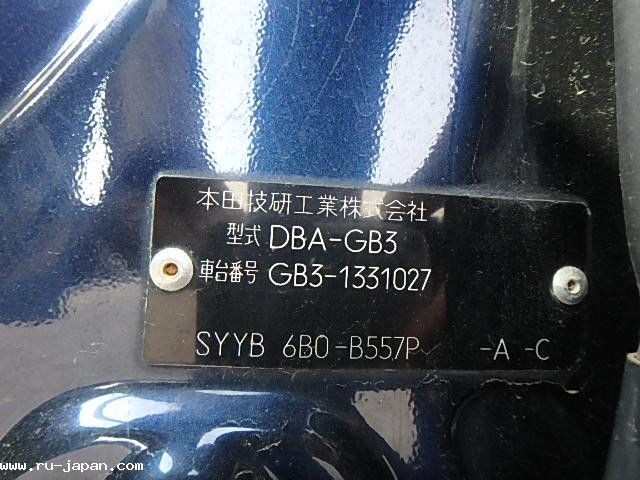 本田技研工業株式会社
型式 DBA-GB3
車台番号 GB3-1331027
SYYB 6B0-B557P -A -C
www.ru-japan.com